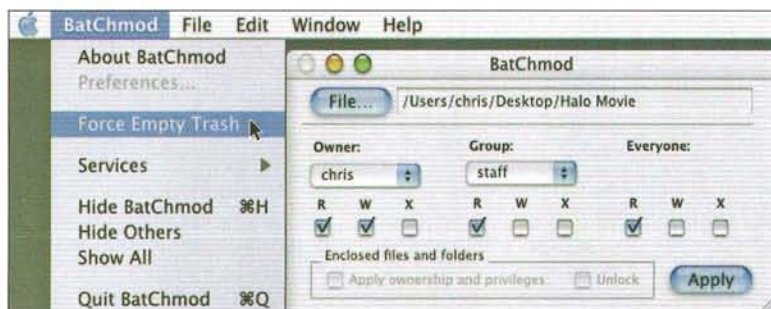 BatChmod File Edit Window Help
About BatChmod
Preferences...
Force Empty Trash
Services
Hide BatChmod ⌘H
Hide Others
Show All
Quit BatChmod ⌘Q
BatChmod
File... /Users/chris/Desktop/Halo Movie
Owner: Group: Everyone:
chris staff
R W X R W X R W X
Enclosed files and folders
Apply ownership and privileges Unlock Apply